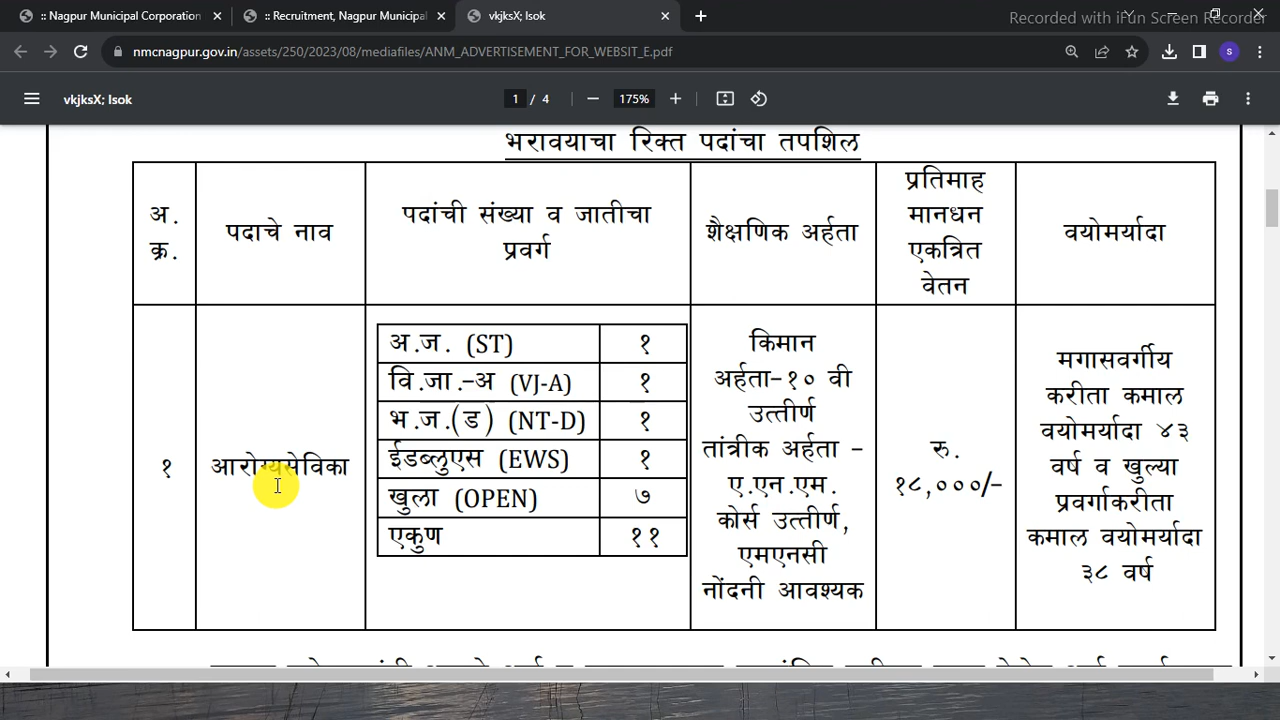 :: Nagpur Municipal Corporation
:: Recruitment, Nagpur Municipal
vkjksX; lsok
Recorded with iFun Screen Recorder
nmcnagpur.gov.in/assets/250/2023/08/mediafiles/ANM_ADVERTISEMENT_FOR_WEBSIT_E.pdf
S
vkjksX; lsok
1 / 4
175%
भरावयाचा रिक्त पदांचा तपशिल
अ.
क्र.
पदाचे नाव
पदांची संख्या व जातीचा
प्रवर्ग
शैक्षणिक अर्हता
प्रतिमाह
मानधन
एकत्रित
वेतन
वयोमर्यादा
१
आरोग्यसेविका
अ.ज. (ST) १
वि.जा.-अ (VJ-A) १
भ.ज.(ड) (NT-D) १
ईडब्लुएस (EWS) १
खुला (OPEN) ७
एकुण ११
किमान
अर्हता-१० वी
उत्तीर्ण
तांत्रीक अर्हता -
ए.एन.एम.
कोर्स उत्तीर्ण,
एमएनसी
नोंदनी आवश्यक
रु.
१८,०००/-
मगासवर्गीय
करीता कमाल
वयोमर्यादा ४३
वर्ष व खुल्या
प्रवर्गाकरीता
कमाल वयोमर्यादा
३८ वर्ष